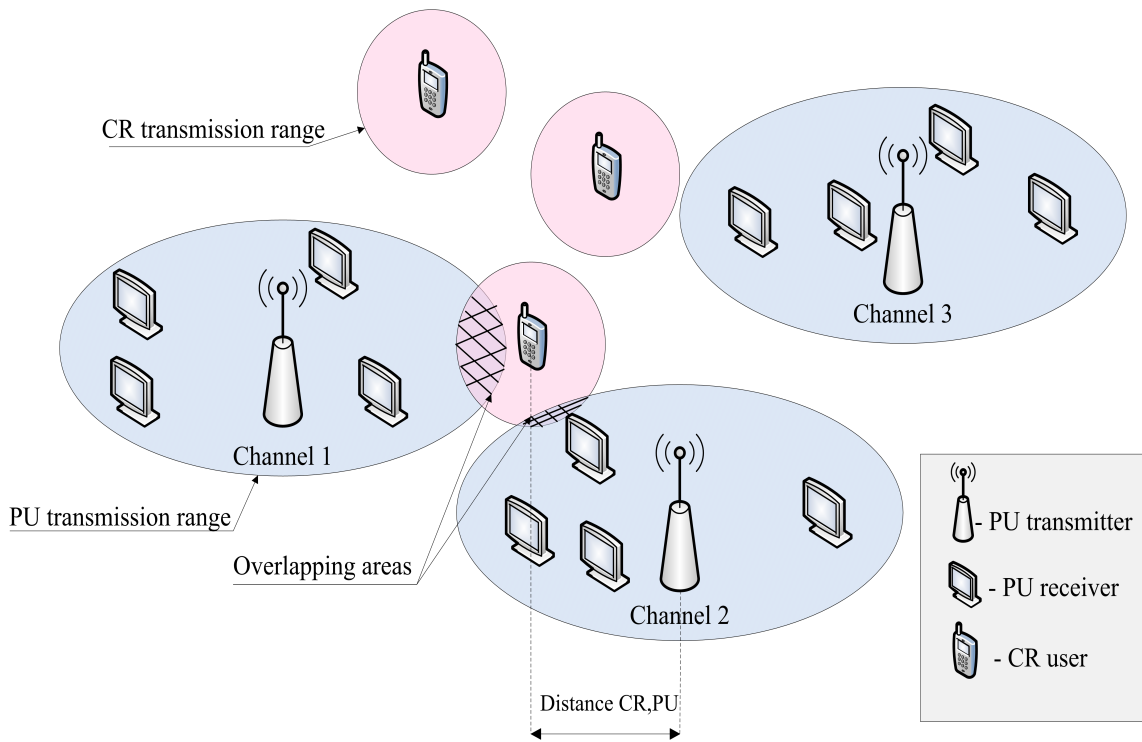 CR transmission range
Channel 3
Channel 1
PU transmission range
Overlapping areas
Channel 2
Distance CR,PU
- PU transmitter
- PU receiver
- CR user